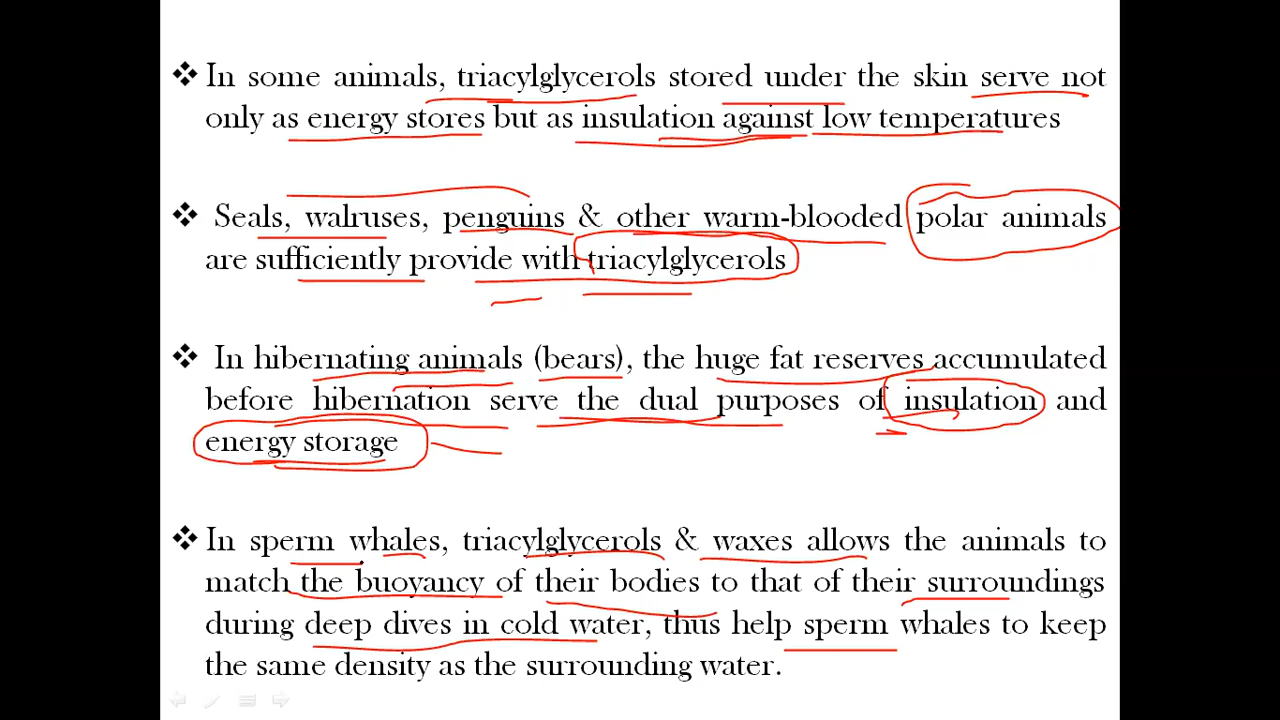 ❖ In some animals, triacylglycerols stored under the skin serve not
only as energy stores but as insulation against low temperatures
❖ Seals, walruses, penguins & other warm-blooded polar animals
are sufficiently provide with triacylglycerols
❖ In hibernating animals (bears), the huge fat reserves accumulated
before hibernation serve the dual purposes of insulation and
energy storage
❖ In sperm whales, triacylglycerols & waxes allows the animals to
match the buoyancy of their bodies to that of their surroundings
during deep dives in cold water, thus help sperm whales to keep
the same density as the surrounding water.